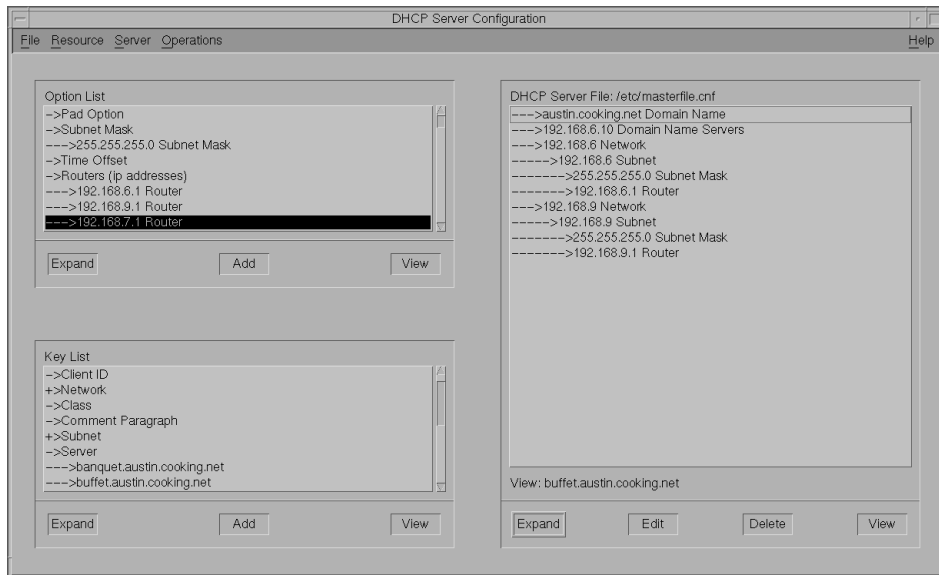 DHCP Server Configuration
File Resource Server Operations Help
Option List
->Pad Option
->Subnet Mask
--->255.255.255.0 Subnet Mask
->Time Offset
->Routers (ip addresses)
--->192.168.6.1 Router
--->192.168.9.1 Router
--->192.168.7.1 Router
Expand Add View
Key List
->Client ID
+>Network
->Class
->Comment Paragraph
+>Subnet
->Server
--->banquet.austin.cooking.net
--->buffet.austin.cooking.net
Expand Add View
DHCP Server File: /etc/masterfile.cnf
--->austin.cooking.net Domain Name
--->192.168.6.10 Domain Name Servers
--->192.168.6 Network
----->192.168.6 Subnet
------->255.255.255.0 Subnet Mask
------->192.168.6.1 Router
--->192.168.9 Network
----->192.168.9 Subnet
------->255.255.255.0 Subnet Mask
------->192.168.9.1 Router
View: buffet.austin.cooking.net
Expand Edit Delete View